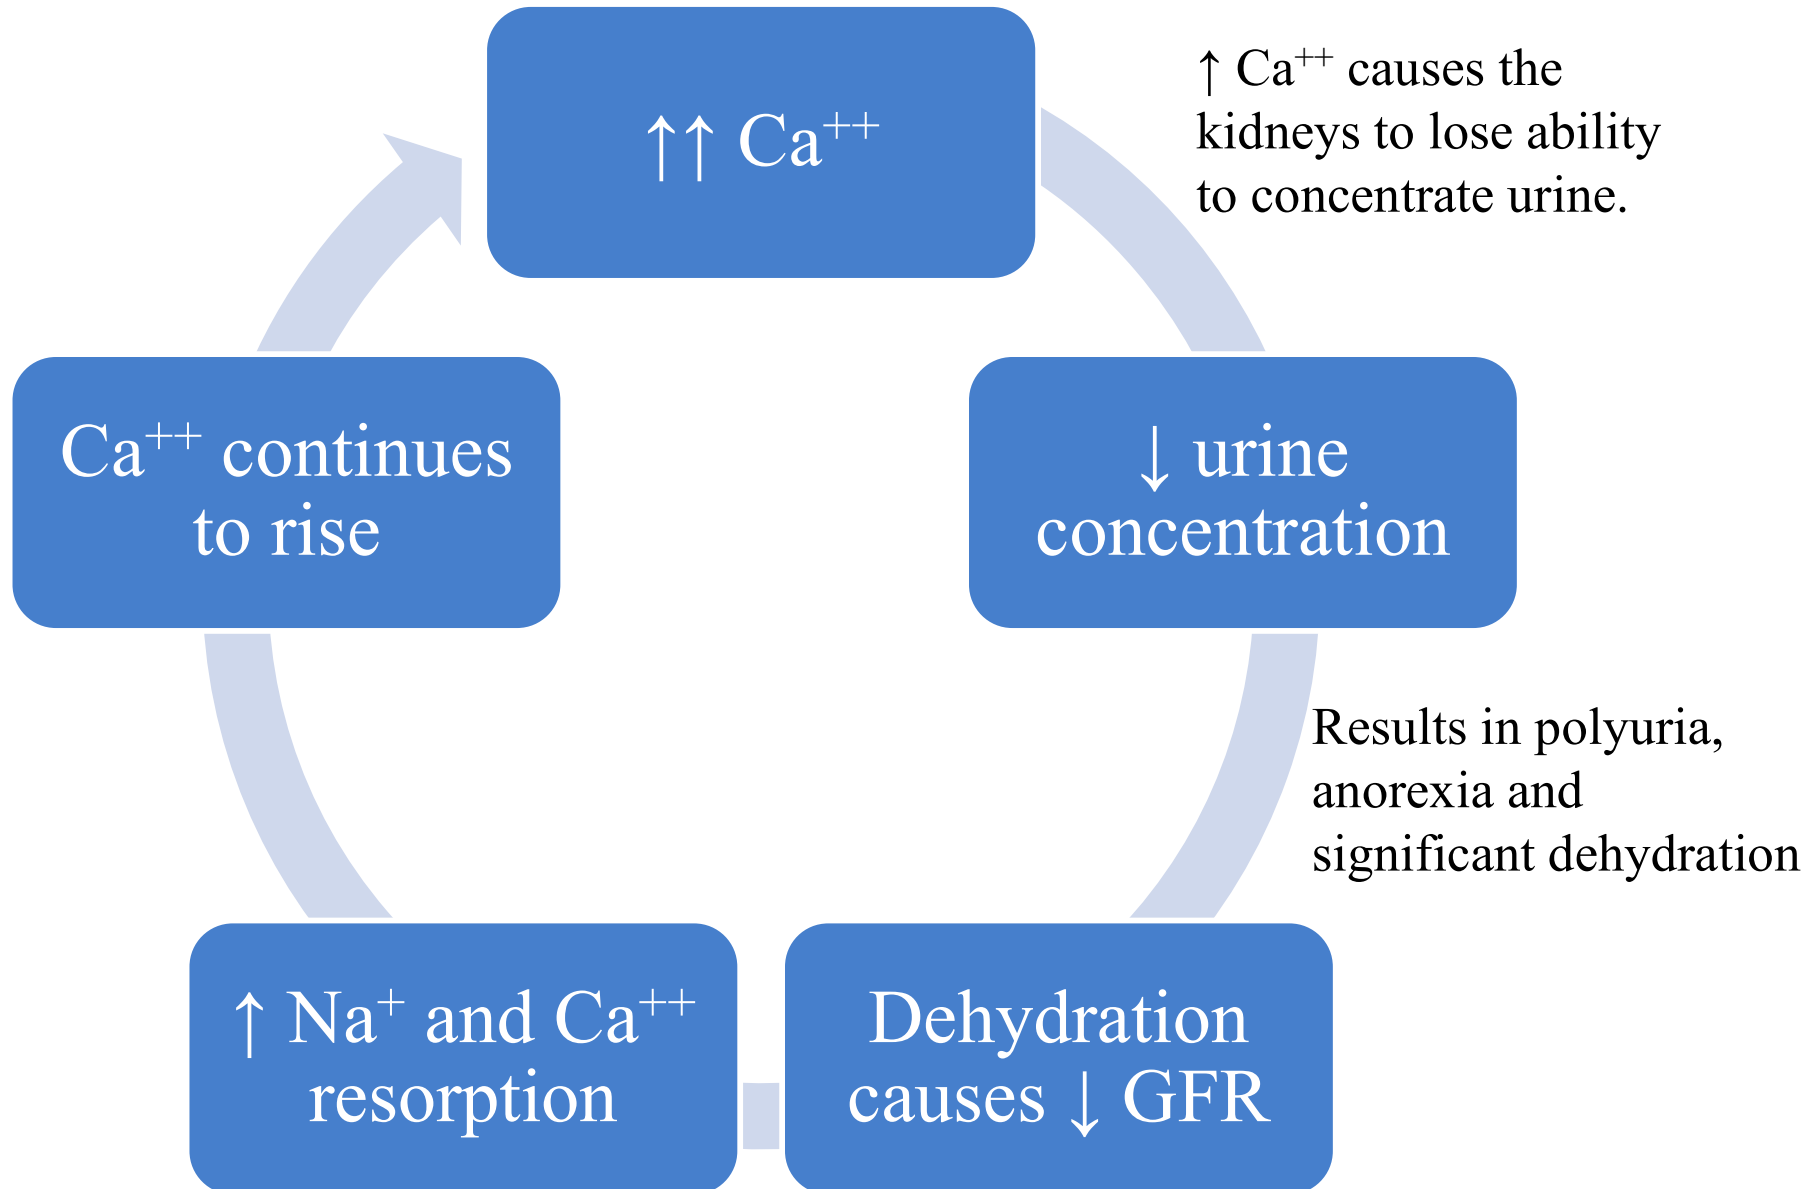 ↑↑ Ca⁺⁺
↑ Ca⁺⁺ causes the
kidneys to lose ability
to concentrate urine.
↓ urine
concentration
Results in polyuria,
anorexia and
significant dehydration
Dehydration
causes ↓ GFR
↑ Na⁺ and Ca⁺⁺
resorption
Ca⁺⁺ continues
to rise